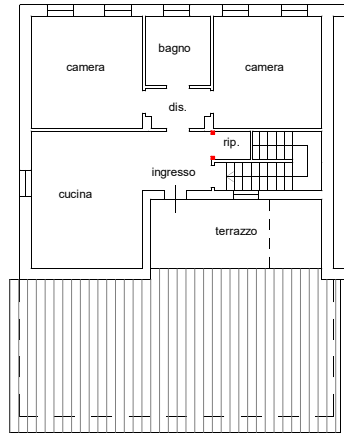 bagno
camera
camera
dis.
rip.
ingresso
cucina
terrazzo